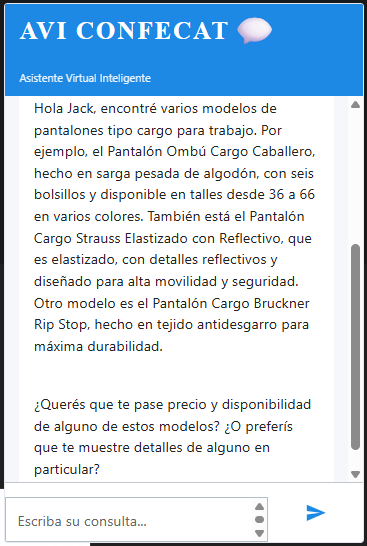 AVI CONFECAT 💬
Asistente Virtual Inteligente
Hola Jack, encontré varios modelos de
pantalones tipo cargo para trabajo. Por
ejemplo, el Pantalón Ombú Cargo Caballero,
hecho en sarga pesada de algodón, con seis
bolsillos y disponible en talles desde 36 a 66
en varios colores. También está el Pantalón
Cargo Strauss Elastizado con Reflectivo, que
es elastizado, con detalles reflectivos y
diseñado para alta movilidad y seguridad.
Otro modelo es el Pantalón Cargo Bruckner
Rip Stop, hecho en tejido antidesgarro para
máxima durabilidad.
¿Querés que te pase precio y disponibilidad
de alguno de estos modelos? ¿O preferís
que te muestre detalles de alguno en
particular?
Escriba su consulta...